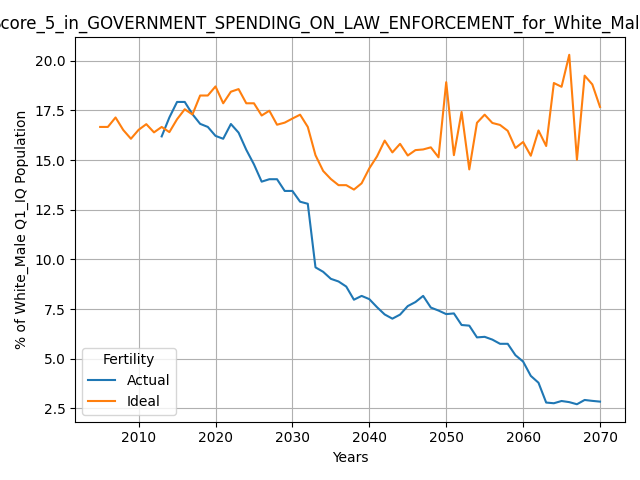 score_5_in_GOVERNMENT_SPENDING_ON_LAW_ENFORCEMENT_for_White_Mal
20.0
17.5
15.0
12.5
10.0
7.5
5.0
2.5
% of White_Male Q1_IQ Population
Fertility
Actual
Ideal
2010 2020 2030 2040 2050 2060 2070
Years